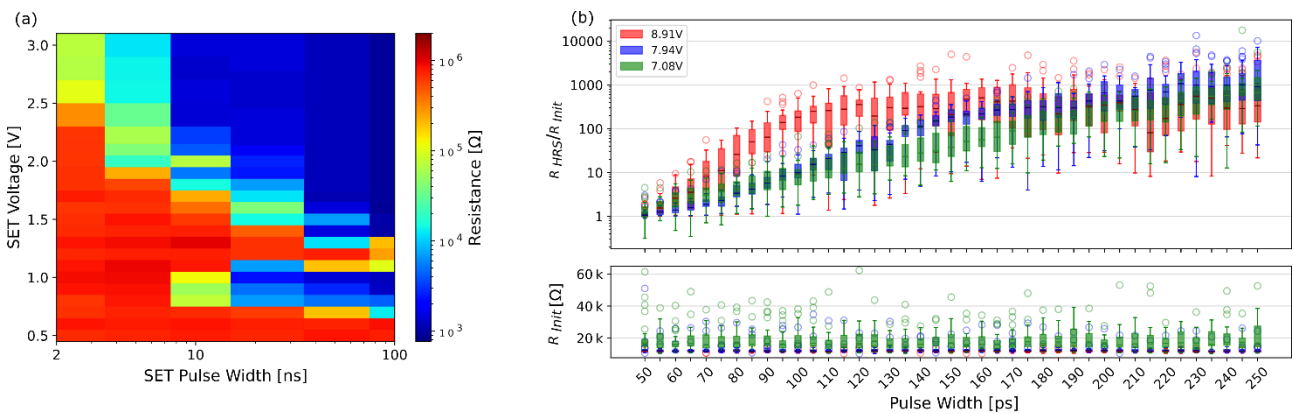 (a)
3.0
2.5
2.0
1.5
1.0
0.5
SET Voltage [V]
2
10
100
SET Pulse Width [ns]
10^6
10^5
10^4
10^3
Resistance [Ω]
(b)
8.91V
7.94V
7.08V
10000
1000
100
10
1
R HRS/R Init
60 k
40 k
20 k
R Init [Ω]
50 60 70 80 90 100 110 120 130 140 150 160 170 180 190 200 210 220 230 240 250
Pulse Width [ps]